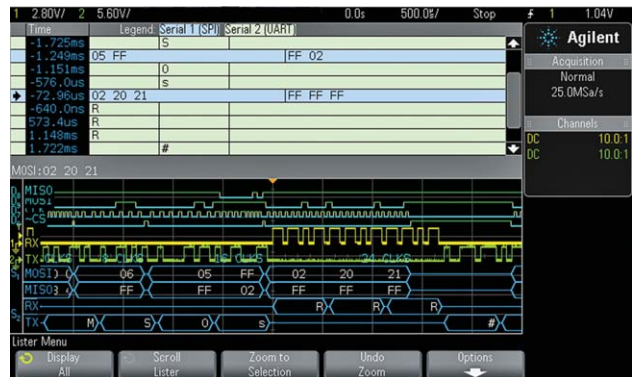 1 2.80V/ 2 5.60V/ 0.0s 500.0s/ Stop 1 1.04V
Time Legend: Serial 1 (SPI) Serial 2 (UART)
-1.725ms S
-1.249ms 05 FF FF 02
-1.151ms 0
-576.0us s
-72.96us 02 20 21 FF FF FF
-640.0ns R
573.4us R
1.148ms R
1.722ms #
Agilent
Acquisition
Normal
25.0MSa/s
Channels
DC 10.0:1
DC 10.0:1
MOSI:02 20 21
MISO
MOSI
~CS
RX
TX
24 CLKS
S1 MOSI 06 05 FF 02 20 21
MISO FF FF 02 FF FF FF
S2 RX R R R
TX M S 0 s #
Lister Menu
Display
All
Scroll
Lister
Zoom to
Selection
Undo
Zoom
Options